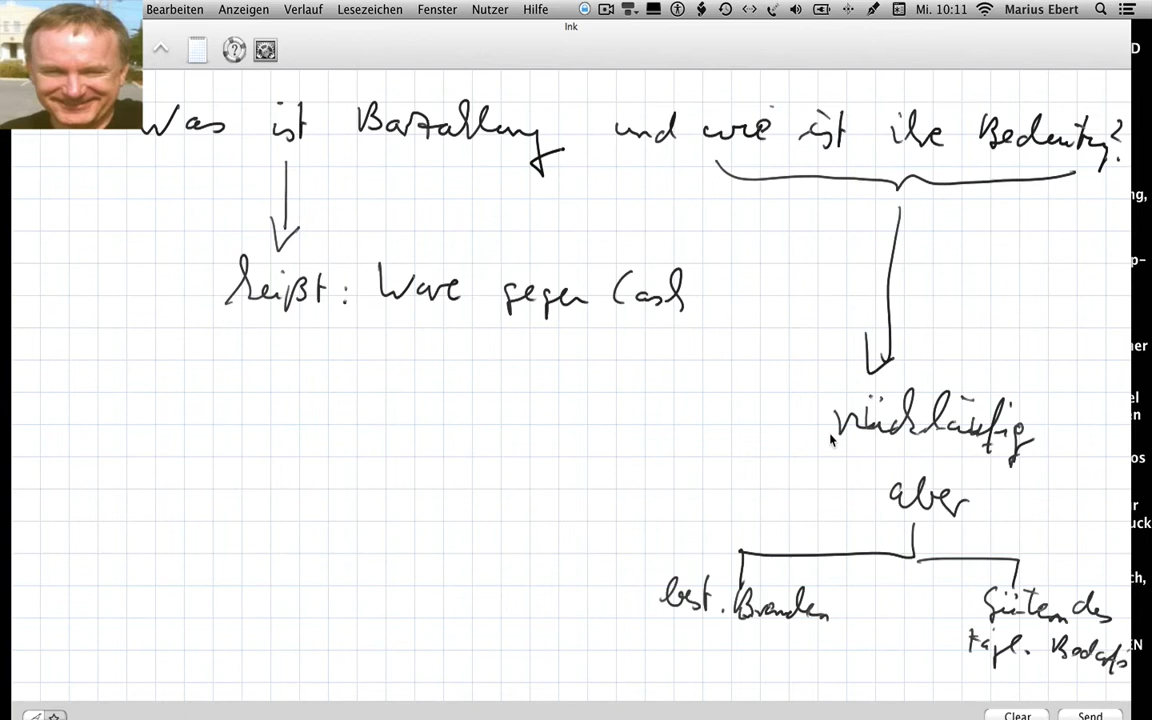 Bearbeiten Anzeigen Verlauf Lesezeichen Fenster Nutzer Hilfe Mi. 10:11 Marius Ebert
Ink
Was ist Barzahlung und wie ist ihre Bedeutung?
heißt: Ware gegen Cash
rückläufig
aber
best. Branchen
Gütern des
tägl. Bedarfs
Clear Send